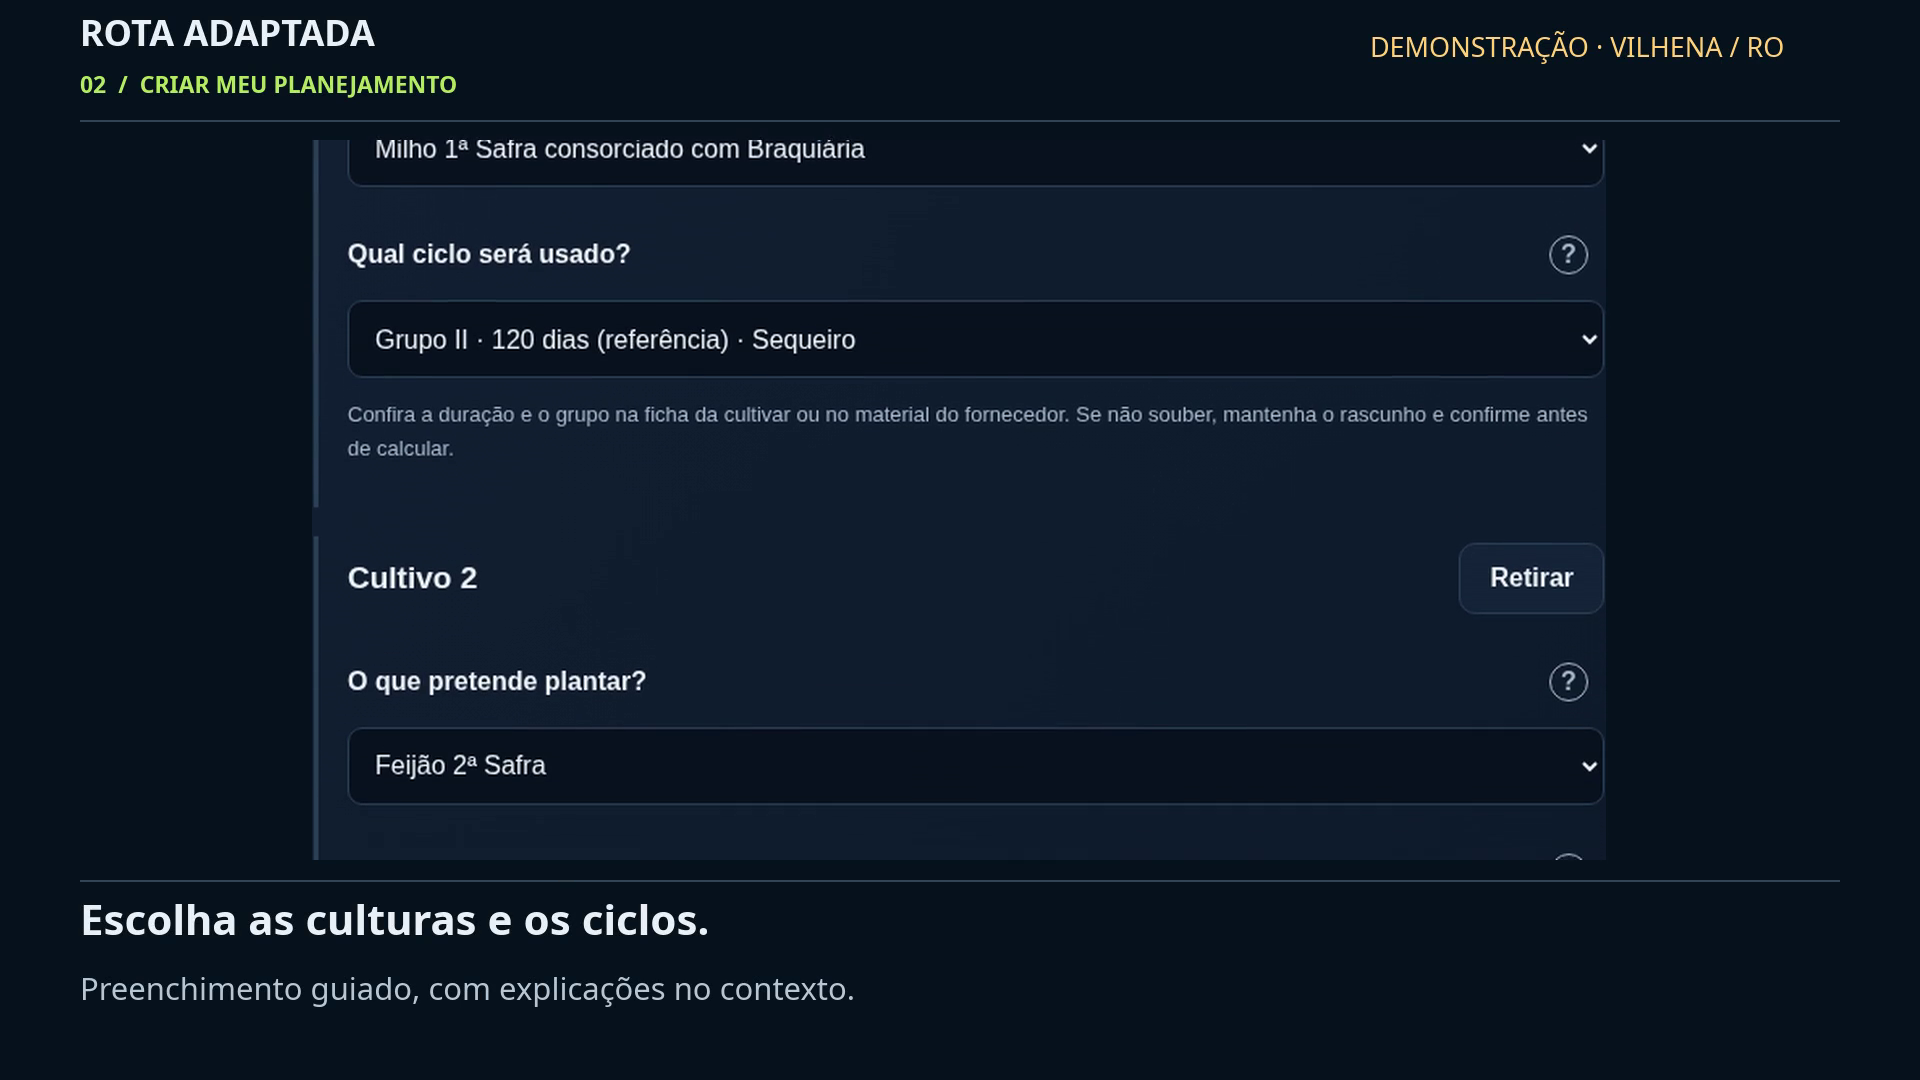 ROTA ADAPTADA
02 / CRIAR MEU PLANEJAMENTO
DEMONSTRAÇÃO · VILHENA / RO
Milho 1ª Safra consorciado com Braquiária
Qual ciclo será usado?
?
Grupo II · 120 dias (referência) · Sequeiro
Confira a duração e o grupo na ficha da cultivar ou no material do fornecedor. Se não souber, mantenha o rascunho e confirme antes
de calcular.
Cultivo 2
Retirar
O que pretende plantar?
?
Feijão 2ª Safra
Escolha as culturas e os ciclos.
Preenchimento guiado, com explicações no contexto.